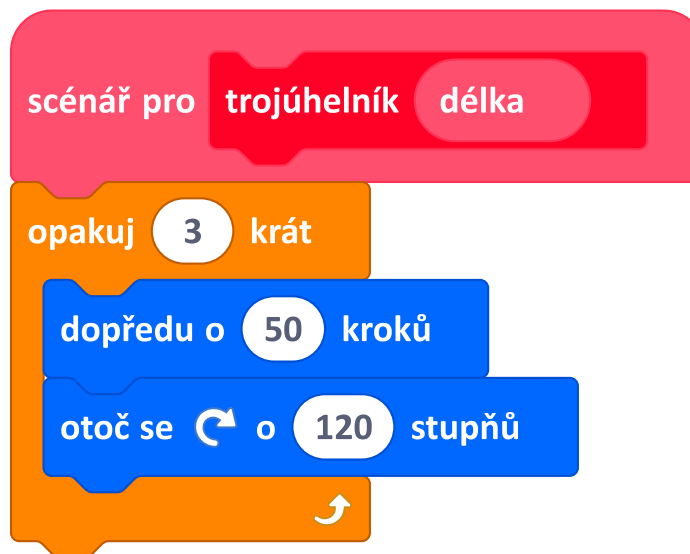 scénář pro trojúhelník délka
opakuj 3 krát
dopředu o 50 kroků
otoč se o 120 stupňů